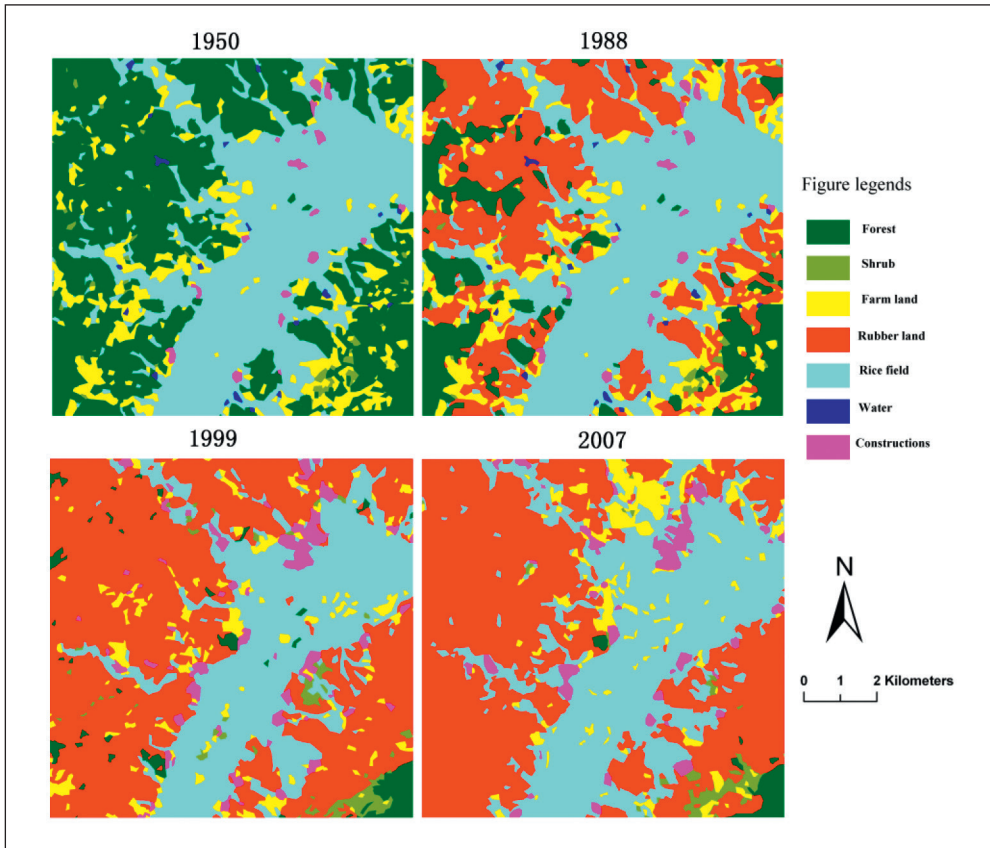 1950
1988
1999
2007
Figure legends
Forest
Shrub
Farm land
Rubber land
Rice field
Water
Constructions
N
0 1 2 Kilometers